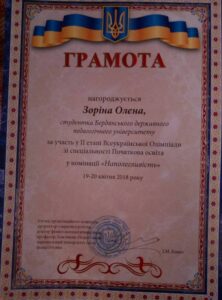 ГРАМОТА
нагороджується
Зоріна Олена,
студентка Бердянського державного
педагогічного університету
за участь у ІІ етапі Всеукраїнської Олімпіади
зі спеціальності Початкова освіта
у номінації «Наполегливість»
19-20 квітня 2018 року